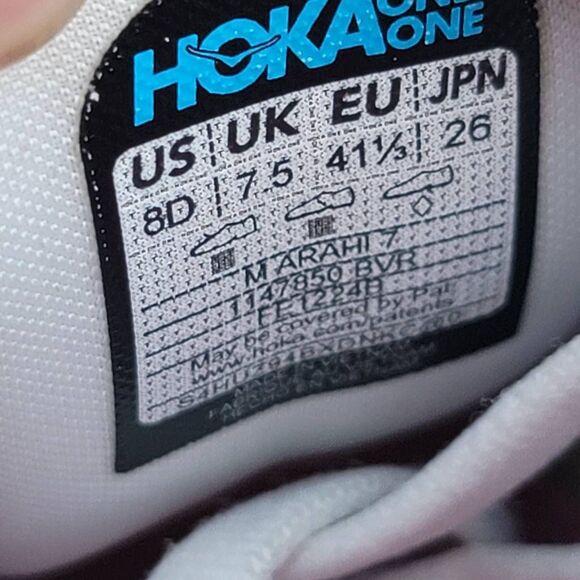 HOKA ONE ONE
US UK EU JPN
8D 7.5 41⅓ 26
M ARAHI 7
1147850 BVR
FE1224B
May be covered by Pat.
www.hoka.com/patents